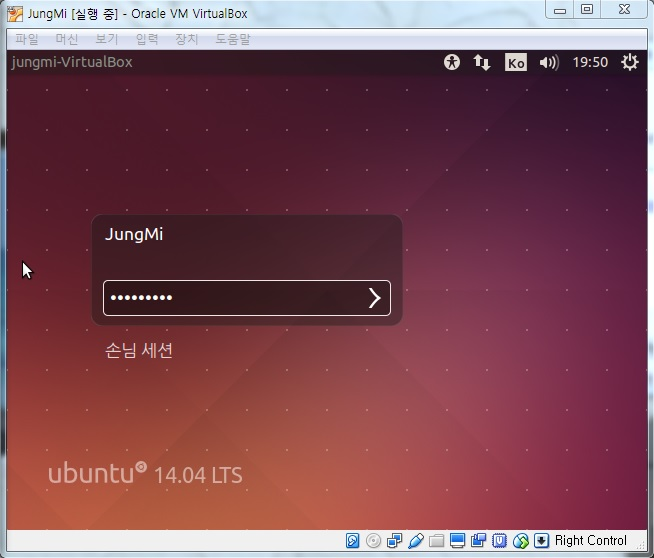 JungMi [실행 중] - Oracle VM VirtualBox
파일 머신 보기 입력 장치 도움말
jungmi-VirtualBox Ko 19:50
JungMi
•••••••••
손님 세션
ubuntu 14.04 LTS
Right Control